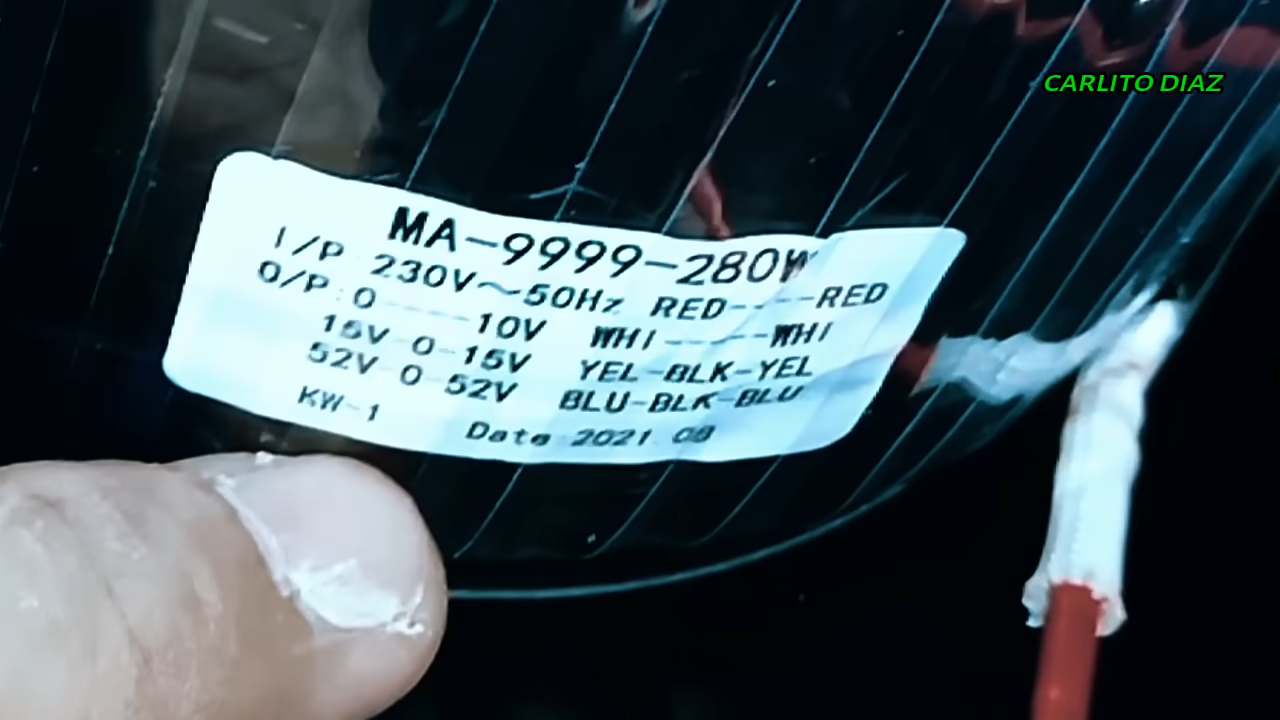 CARLITO DIAZ
MA-9999-280W
I/P 230V~50Hz RED----RED
O/P:0-----10V WHI-----WHI
15V-0-15V YEL-BLK-YEL
52V 0 52V BLU-BLK-BLU
KW-1 Date 2021 08